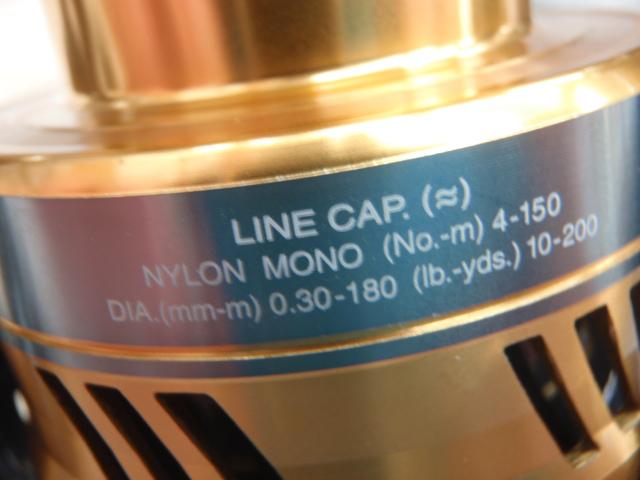 LINE CAP. (≈)
NYLON MONO (No.-m) 4-150
DIA.(mm-m) 0.30-180 (lb.-yds.) 10-200